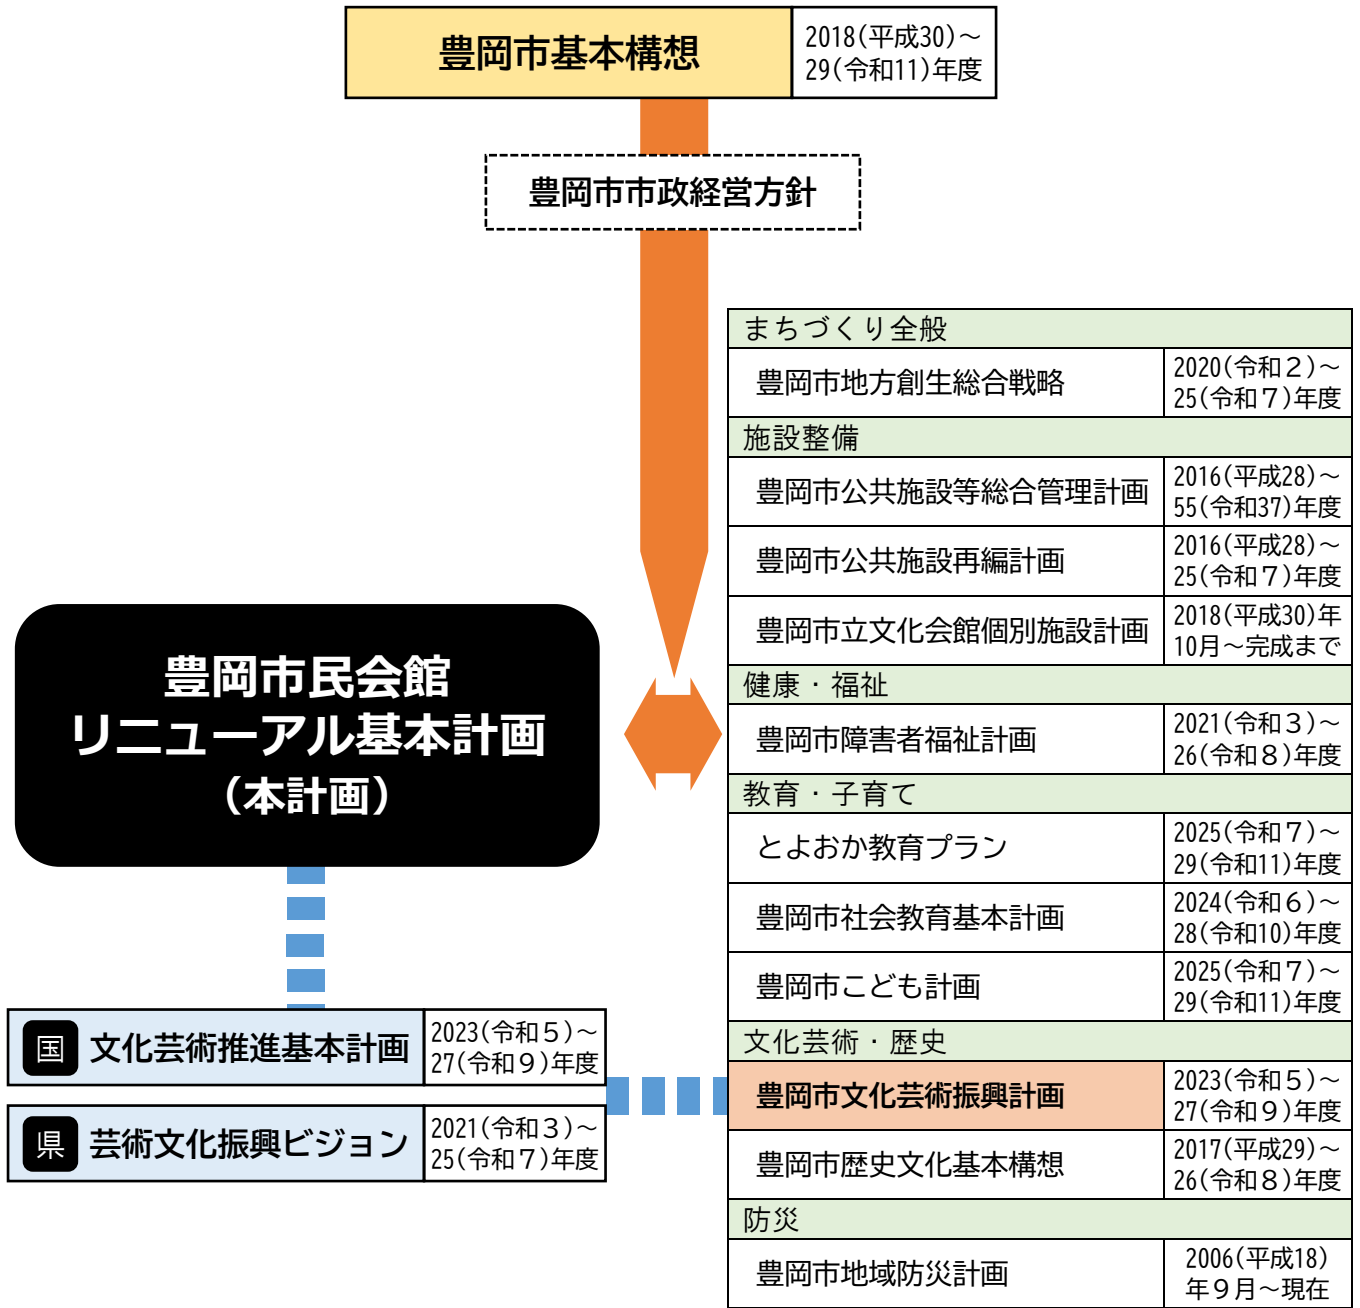 豊岡市基本構想
2018(平成30)～
29(令和11)年度
豊岡市市政経営方針
まちづくり全般
豊岡市地方創生総合戦略
2020(令和２)～
25(令和７)年度
施設整備
豊岡市公共施設等総合管理計画
2016(平成28)～
55(令和37)年度
豊岡市公共施設再編計画
2016(平成28)～
25(令和７)年度
豊岡市立文化会館個別施設計画
2018(平成30)年
10月～完成まで
健康・福祉
豊岡市障害者福祉計画
2021(令和３)～
26(令和８)年度
教育・子育て
とよおか教育プラン
2025(令和７)～
29(令和11)年度
豊岡市社会教育基本計画
2024(令和６)～
28(令和10)年度
豊岡市こども計画
2025(令和７)～
29(令和11)年度
文化芸術・歴史
豊岡市文化芸術振興計画
2023(令和５)～
27(令和９)年度
豊岡市歴史文化基本構想
2017(平成29)～
26(令和８)年度
防災
豊岡市地域防災計画
2006(平成18)
年９月～現在
豊岡市民会館
リニューアル基本計画
（本計画）
国 文化芸術推進基本計画
2023(令和５)～
27(令和９)年度
県 芸術文化振興ビジョン
2021(令和３)～
25(令和７)年度